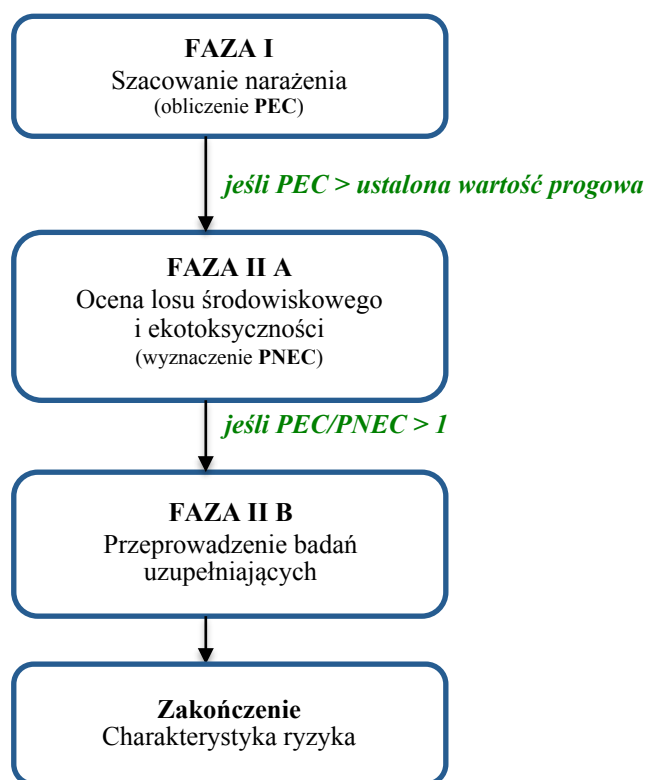 FAZA I
Szacowanie narażenia
(obliczenie PEC)
jeśli PEC > ustalona wartość progowa
FAZA II A
Ocena losu środowiskowego
i ekotoksyczności
(wyznaczenie PNEC)
jeśli PEC/PNEC > 1
FAZA II B
Przeprowadzenie badań
uzupełniających
Zakończenie
Charakterystyka ryzyka